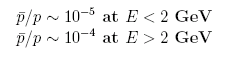 p̄/p ∼ 10⁻⁵ at E < 2 GeV
p̄/p ∼ 10⁻⁴ at E > 2 GeV